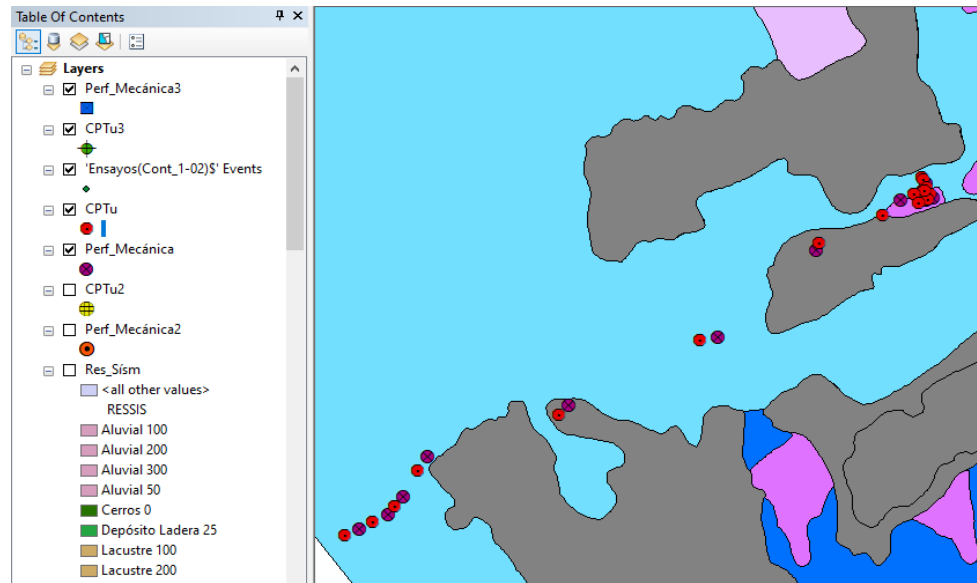 Table Of Contents
Layers
Perf_Mecánica3
CPTu3
'Ensayos(Cont_1-02)$' Events
CPTu
Perf_Mecánica
CPTu2
Perf_Mecánica2
Res_Sísm
<all other values>
RESSIS
Aluvial 100
Aluvial 200
Aluvial 300
Aluvial 50
Cerros 0
Depósito Ladera 25
Lacustre 100
Lacustre 200